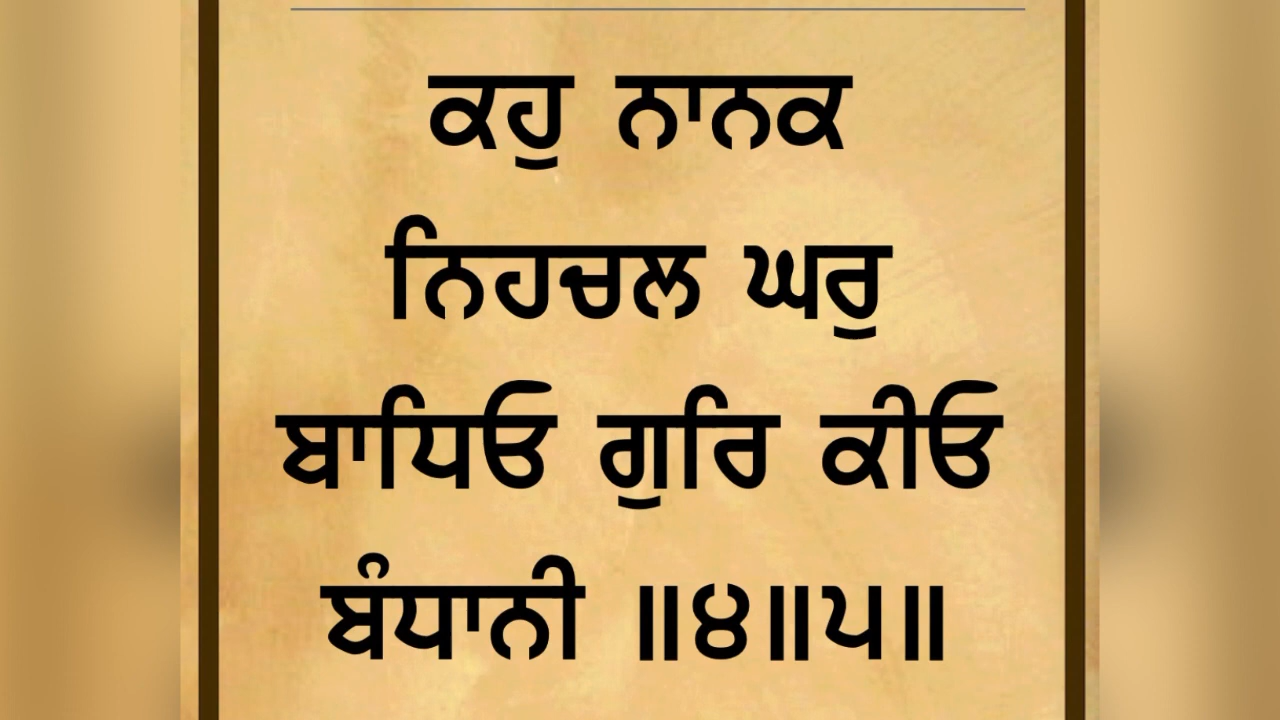 ਕਹੁ ਨਾਨਕ
ਨਿਹਚਲ ਘਰੁ
ਬਾਧਿਓ ਗੁਰਿ ਕੀਓ
ਬੰਧਾਨੀ ॥੪॥੫॥